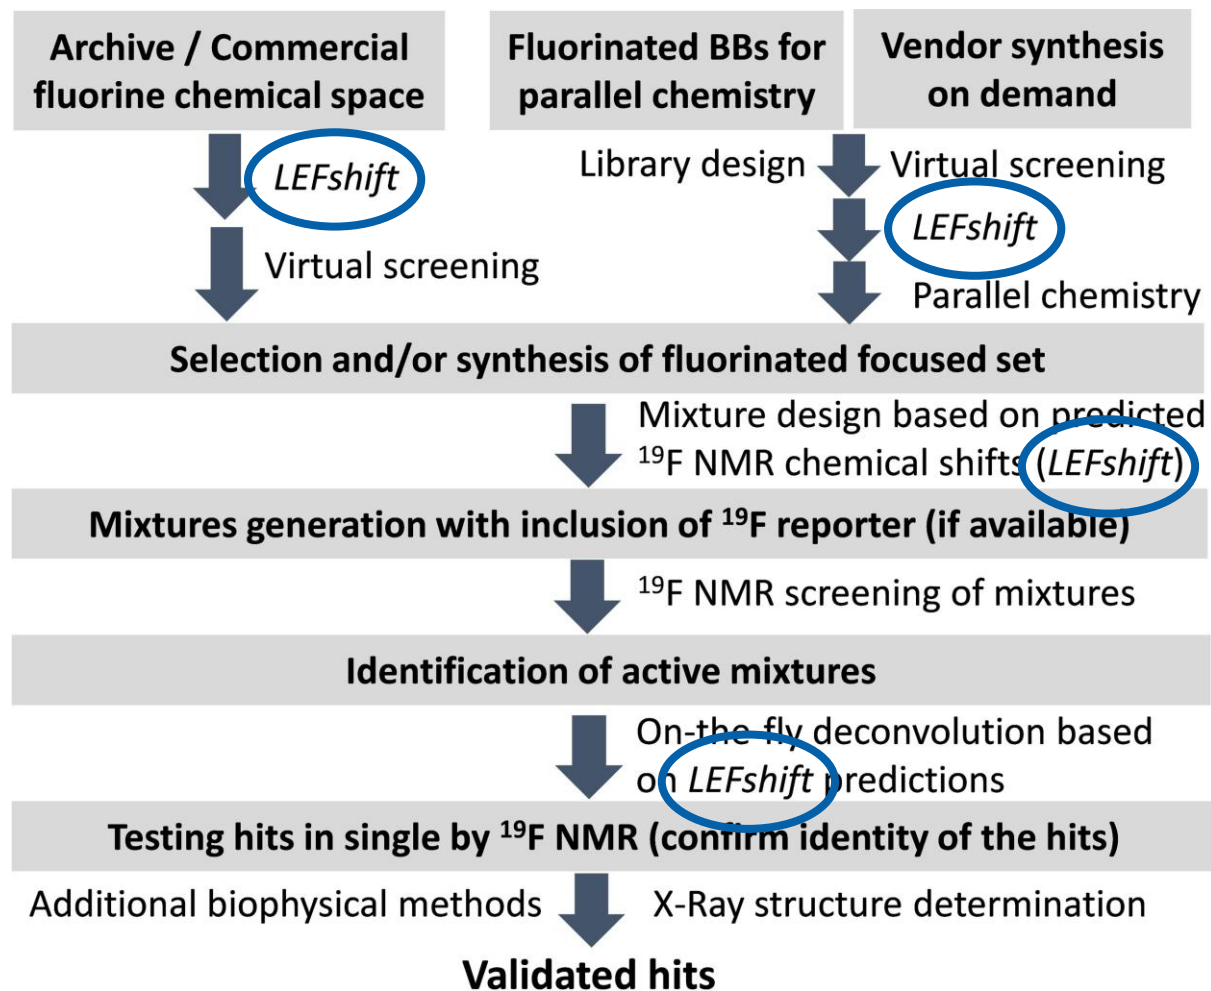 Archive / Commercial
fluorine chemical space
Fluorinated BBs for
parallel chemistry
Vendor synthesis
on demand
LEFshift
Virtual screening
Library design
Virtual screening
LEFshift
Parallel chemistry
Selection and/or synthesis of fluorinated focused set
Mixture design based on predicted
¹⁹F NMR chemical shifts (LEFshift)
Mixtures generation with inclusion of ¹⁹F reporter (if available)
¹⁹F NMR screening of mixtures
Identification of active mixtures
On-the-fly deconvolution based
on LEFshift predictions
Testing hits in single by ¹⁹F NMR (confirm identity of the hits)
Additional biophysical methods
X-Ray structure determination
Validated hits